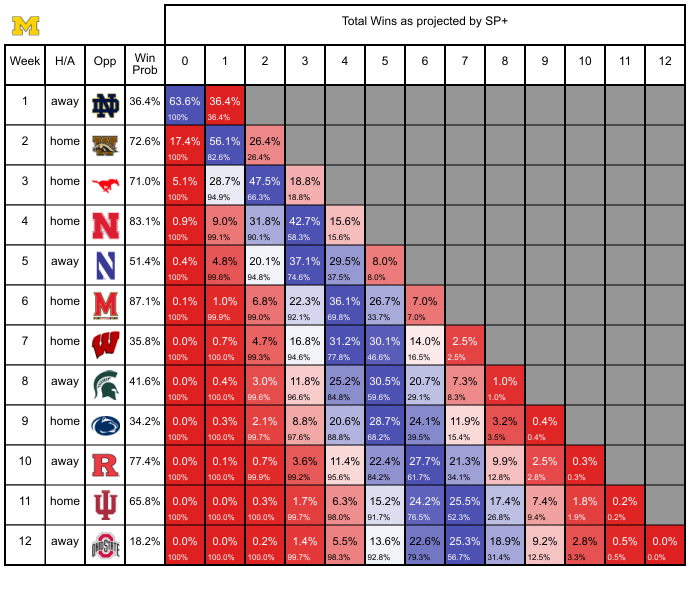 M
Total Wins as projected by SP+
Week H/A Opp Win Prob 0 1 2 3 4 5 6 7 8 9 10 11 12
1 away ND 36.4% 63.6% 36.4%
100% 36.4%
2 home W 72.6% 17.4% 56.1% 26.4%
100% 82.6% 26.4%
3 home 71.0% 5.1% 28.7% 47.5% 18.8%
100% 94.9% 66.3% 18.8%
4 home N 83.1% 0.9% 9.0% 31.8% 42.7% 15.6%
100% 99.1% 90.1% 58.3% 15.6%
5 away N 51.4% 0.4% 4.8% 20.1% 37.1% 29.5% 8.0%
100% 99.6% 94.8% 74.6% 37.5% 8.0%
6 home M 87.1% 0.1% 1.0% 6.8% 22.3% 36.1% 26.7% 7.0%
100% 99.9% 99.0% 92.1% 69.8% 33.7% 7.0%
7 home W 35.8% 0.0% 0.7% 4.7% 16.8% 31.2% 30.1% 14.0% 2.5%
100% 100.0% 99.3% 94.6% 77.8% 46.6% 16.5% 2.5%
8 away 41.6% 0.0% 0.4% 3.0% 11.8% 25.2% 30.5% 20.7% 7.3% 1.0%
100% 100.0% 99.6% 96.6% 84.8% 59.6% 29.1% 8.3% 1.0%
9 home 34.2% 0.0% 0.3% 2.1% 8.8% 20.6% 28.7% 24.1% 11.9% 3.2% 0.4%
100% 100.0% 99.7% 97.6% 88.8% 68.2% 39.5% 15.4% 3.5% 0.4%
10 away R 77.4% 0.0% 0.1% 0.7% 3.6% 11.4% 22.4% 27.7% 21.3% 9.9% 2.5% 0.3%
100% 100.0% 99.9% 99.2% 95.6% 84.2% 61.7% 34.1% 12.8% 2.8% 0.3%
11 home 65.8% 0.0% 0.0% 0.3% 1.7% 6.3% 15.2% 24.2% 25.5% 17.4% 7.4% 1.8% 0.2%
100% 100.0% 100.0% 99.7% 98.0% 91.7% 76.5% 52.3% 26.8% 9.4% 1.9% 0.2%
12 away OHIO STATE 18.2% 0.0% 0.0% 0.2% 1.4% 5.5% 13.6% 22.6% 25.3% 18.9% 9.2% 2.8% 0.5% 0.0%
100% 100.0% 100.0% 99.7% 98.3% 92.8% 79.3% 56.7% 31.4% 12.5% 3.3% 0.5% 0.0%